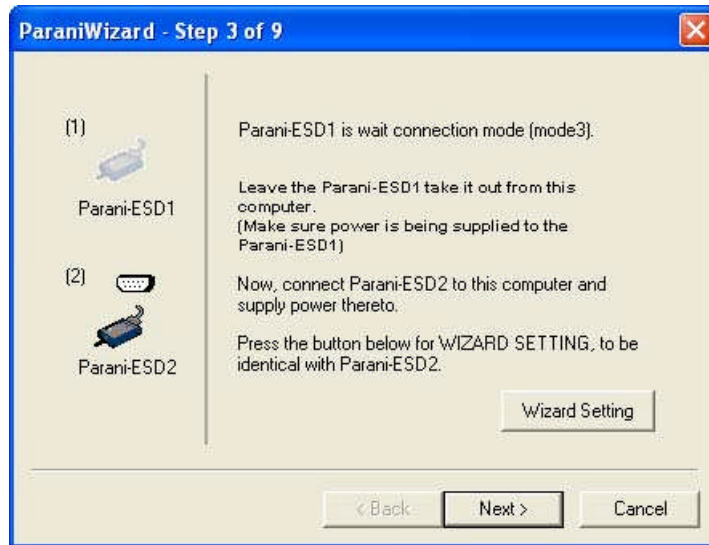 ParaniWizard - Step 3 of 9
(1)
Parani-ESD1
(2)
Parani-ESD2
Parani-ESD1 is wait connection mode (mode3).
Leave the Parani-ESD1 take it out from this
computer.
(Make sure power is being supplied to the
Parani-ESD1)
Now, connect Parani-ESD2 to this computer and
supply power thereto.
Press the button below for WIZARD SETTING, to be
identical with Parani-ESD2.
Wizard Setting
< Back
Next >
Cancel